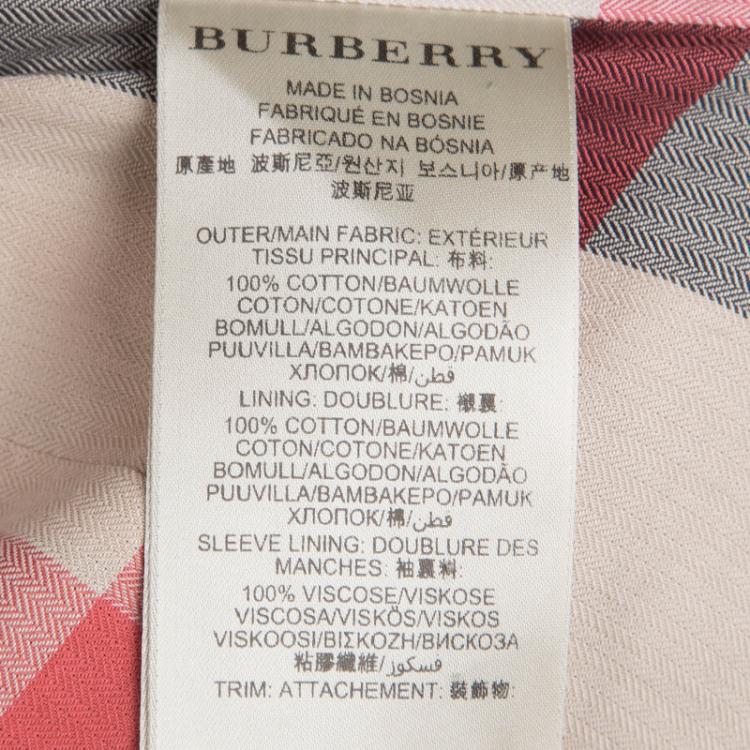 BURBERRY
MADE IN BOSNIA
FABRIQUÉ EN BOSNIE
FABRICADO NA BÓSNIA
原產地 波斯尼亞/원산지 보스니아/原产地
波斯尼亚
OUTER/MAIN FABRIC: EXTÉRIEUR
TISSU PRINCIPAL: 布料:
100% COTTON/BAUMWOLLE
COTON/COTONE/KATOEN
BOMULL/ALGODON/ALGODÃO
PUUVILLA/BAMBAKEPO/PAMUK
ХЛОПОК/棉/قطن
LINING: DOUBLURE: 襯裏:
100% COTTON/BAUMWOLLE
COTON/COTONE/KATOEN
BOMULL/ALGODON/ALGODÃO
PUUVILLA/BAMBAKEPO/PAMUK
ХЛОПОК/棉/قطن
SLEEVE LINING: DOUBLURE DES
MANCHES: 袖裏料:
100% VISCOSE/VISKOSE
VISCOSA/VISKÓS/VISKOS
VISKOOSI/ΒΙΣΚΟΖΗ/ВИСКОЗА
粘膠纖維/فسكوز
TRIM: ATTACHEMENT: 裝飾物: